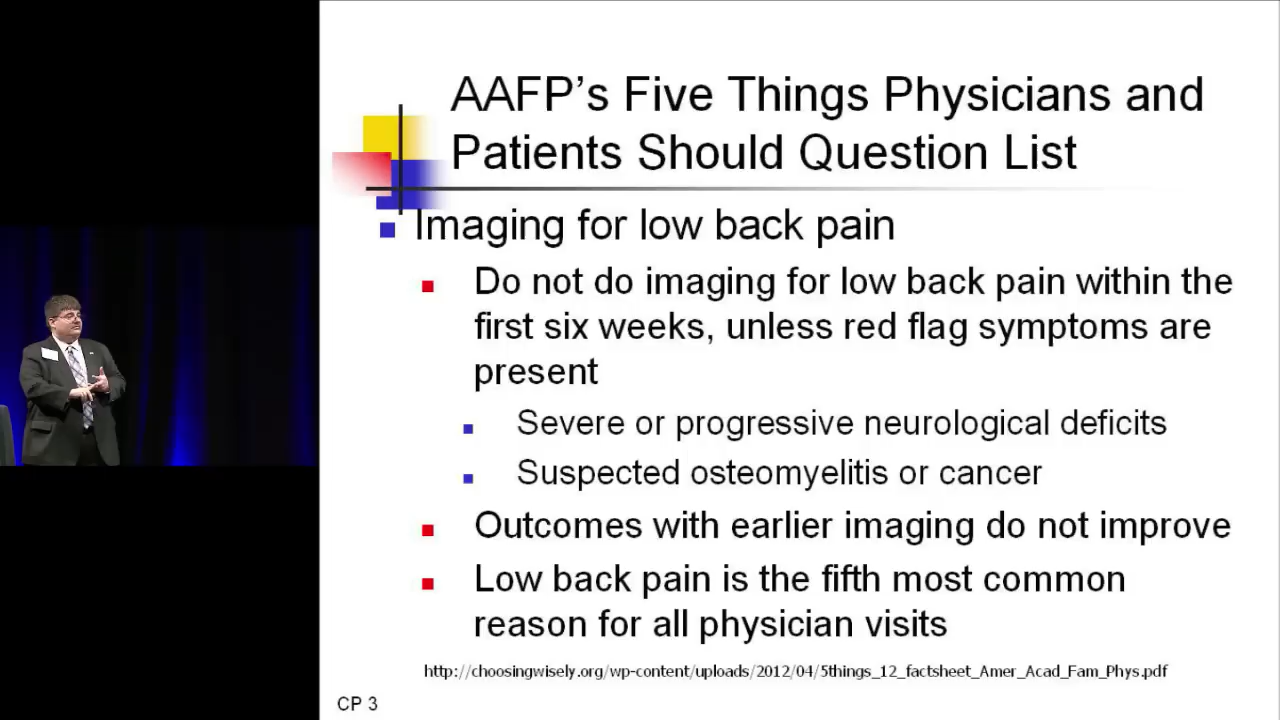 AAFP's Five Things Physicians and
Patients Should Question List
Imaging for low back pain
Do not do imaging for low back pain within the
first six weeks, unless red flag symptoms are
present
Severe or progressive neurological deficits
Suspected osteomyelitis or cancer
Outcomes with earlier imaging do not improve
Low back pain is the fifth most common
reason for all physician visits
http://choosingwisely.org/wp-content/uploads/2012/04/5things_12_factsheet_Amer_Acad_Fam_Phys.pdf
CP 3